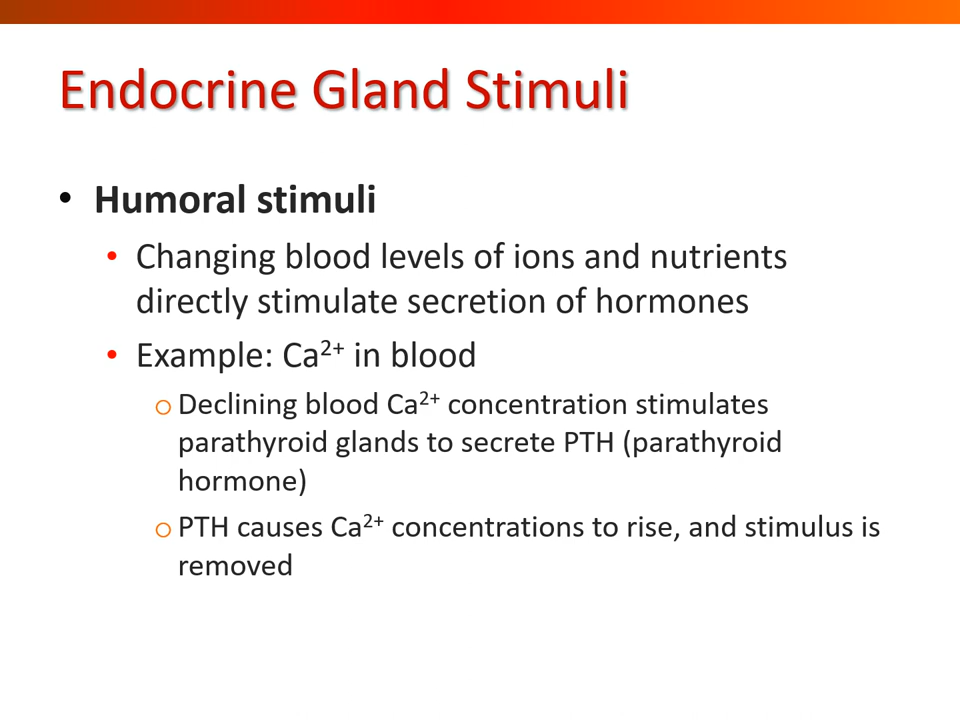 Endocrine Gland Stimuli
• Humoral stimuli
• Changing blood levels of ions and nutrients
directly stimulate secretion of hormones
• Example: Ca²⁺ in blood
o Declining blood Ca²⁺ concentration stimulates
parathyroid glands to secrete PTH (parathyroid
hormone)
o PTH causes Ca²⁺ concentrations to rise, and stimulus is
removed